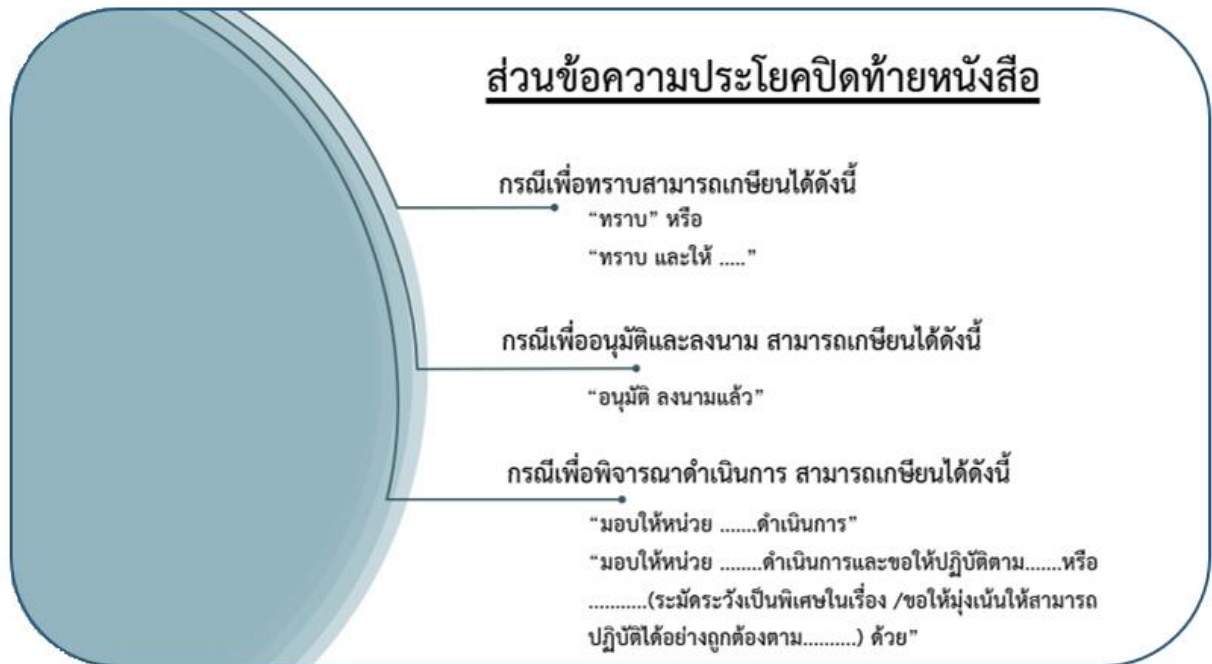 ส่วนข้อความประโยคปิดท้ายหนังสือ
กรณีเพื่อทราบสามารถเกษียนได้ดังนี้
“ทราบ” หรือ
“ทราบ และให้ .....”
กรณีเพื่ออนุมัติและลงนาม สามารถเกษียนได้ดังนี้
“อนุมัติ ลงนามแล้ว”
กรณีเพื่อพิจารณาดำเนินการ สามารถเกษียนได้ดังนี้
“มอบให้หน่วย .......ดำเนินการ”
“มอบให้หน่วย ........ดำเนินการและขอให้ปฏิบัติตาม.......หรือ
...........(ระมัดระวังเป็นพิเศษในเรื่อง /ขอให้มุ่งเน้นให้สามารถ
ปฏิบัติได้อย่างถูกต้องตาม..........) ด้วย”